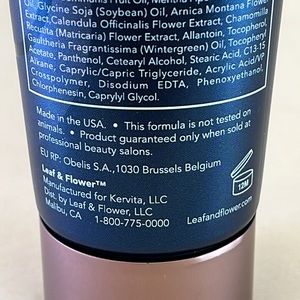 Oil, Glycine Soja (Soybean) Oil, Arnica Montana Flower
Extract, Calendula Officinalis Flower Extract, Chamomilla
Recutita (Matricaria) Flower Extract, Allantoin, Tocopherol,
Gaultheria Fragrantissima (Wintergreen) Oil, Tocopheryl
Acetate, Panthenol, Cetearyl Alcohol, Stearic Acid, C13-15
Alkane, Caprylic/Capric Triglyceride, Acrylic Acid/VP
Crosspolymer, Disodium EDTA, Phenoxyethanol,
Chlorphenesin, Caprylyl Glycol.
Made in the USA. • This formula is not tested on
animals. • Product guaranteed only when sold at
professional beauty salons.
EU RP: Obelis S.A.,1030 Brussels Belgium
Leaf & Flower™
Manufactured for Kervita, LLC
Dist. by Leaf & Flower, LLC
Malibu, CA
1-800-775-0000
12M
Leafandflower.com